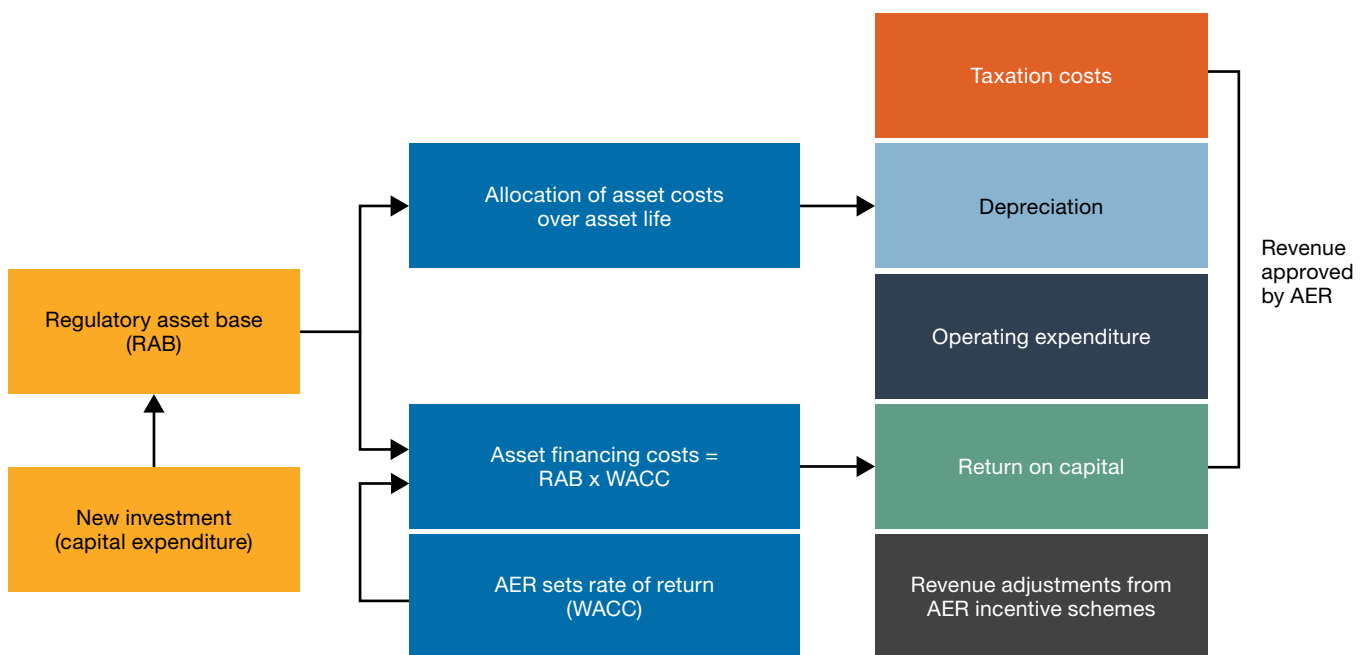 Taxation costs
Allocation of asset costs
over asset life
Depreciation
Revenue
approved
by AER
Regulatory asset base
(RAB)
Operating expenditure
Asset financing costs =
RAB x WACC
Return on capital
New investment
(capital expenditure)
AER sets rate of return
(WACC)
Revenue adjustments from
AER incentive schemes